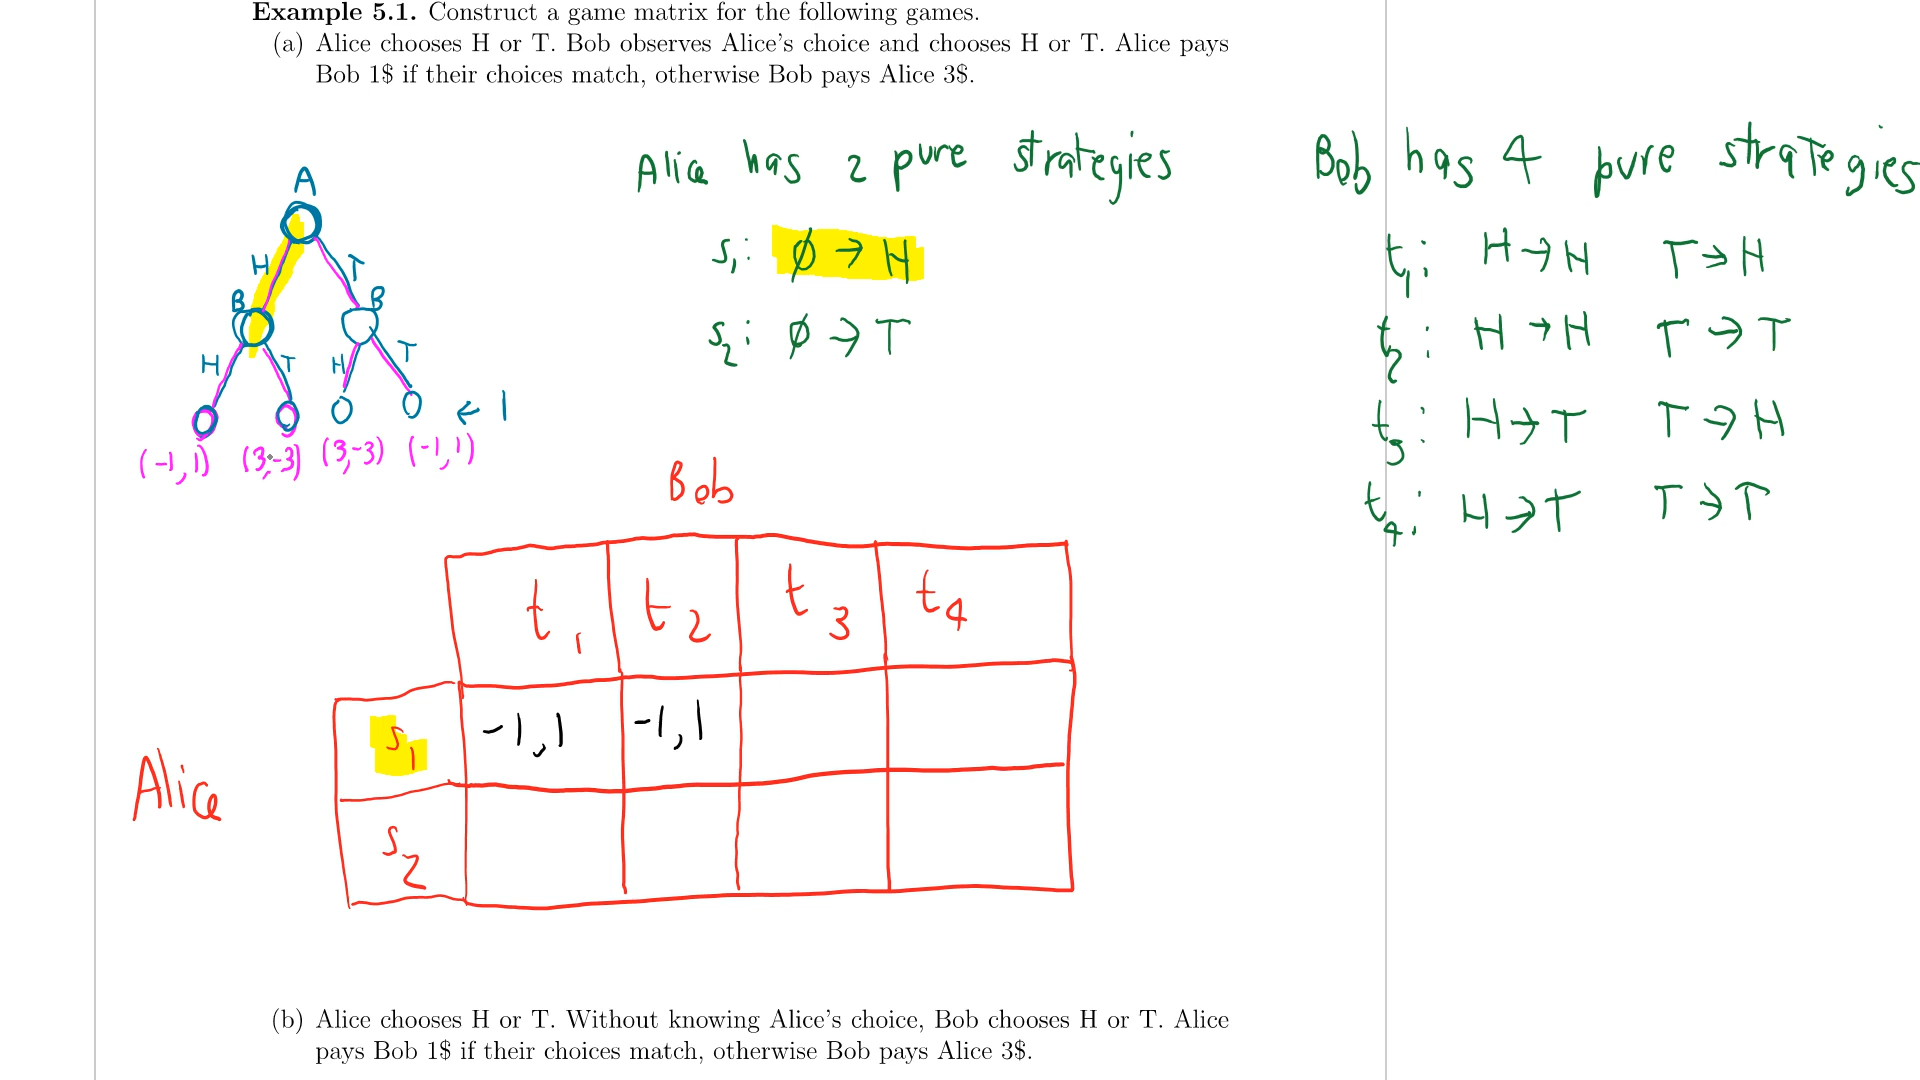 Example 5.1. Construct a game matrix for the following games.
(a) Alice chooses H or T. Bob observes Alice's choice and chooses H or T. Alice pays
Bob 1$ if their choices match, otherwise Bob pays Alice 3$.
Alice has 2 pure strategies
Bob has 4 pure strategies
A
s₁: ∅ → H
t₁: H → H T → H
H T
B B
s₂: ∅ → T
t₂: H → H T → T
H T H T
← 1
t₃: H → T T → H
(-1, 1) (3,-3) (3,-3) (-1, 1)
t₄: H → T T → T
Bob
t₁ t₂ t₃ t₄
s₁ -1, 1 -1, 1
Alice
s₂
(b) Alice chooses H or T. Without knowing Alice's choice, Bob chooses H or T. Alice
pays Bob 1$ if their choices match, otherwise Bob pays Alice 3$.